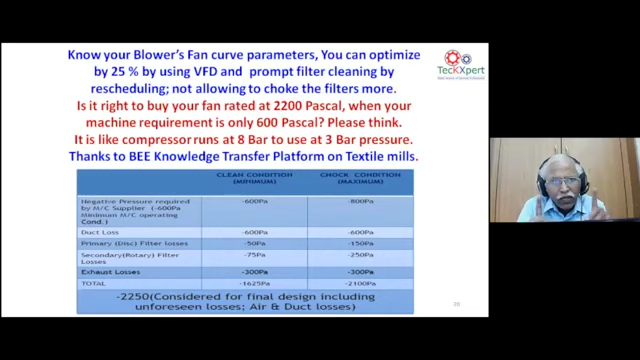 Know your Blower's Fan curve parameters, You can optimize
by 25 % by using VFD and prompt filter cleaning by
rescheduling; not allowing to choke the filters more.
Is it right to buy your fan rated at 2200 Pascal, when your
machine requirement is only 600 Pascal? Please think.
It is like compressor runs at 8 Bar to use at 3 Bar pressure.
Thanks to BEE Knowledge Transfer Platform on Textile mills.
TeckXpert
CLEAN CONDITION (MINIMUM)
CHOCK CONDITION (MAXIMUM)
Negative Pressure required by M/C Supplier (-600Pa Minimum M/C operating Cond.)
-600Pa
-800Pa
Duct Loss
-600Pa
-600Pa
Primary (Disc) Filter losses
-50Pa
-150Pa
Secondary(Rotary) Filter Losses
-75Pa
-250Pa
Exhaust Losses
-300Pa
-300Pa
TOTAL
-1625Pa
-2100Pa
-2250(Considered for final design including
unforeseen losses; Air & Duct losses)